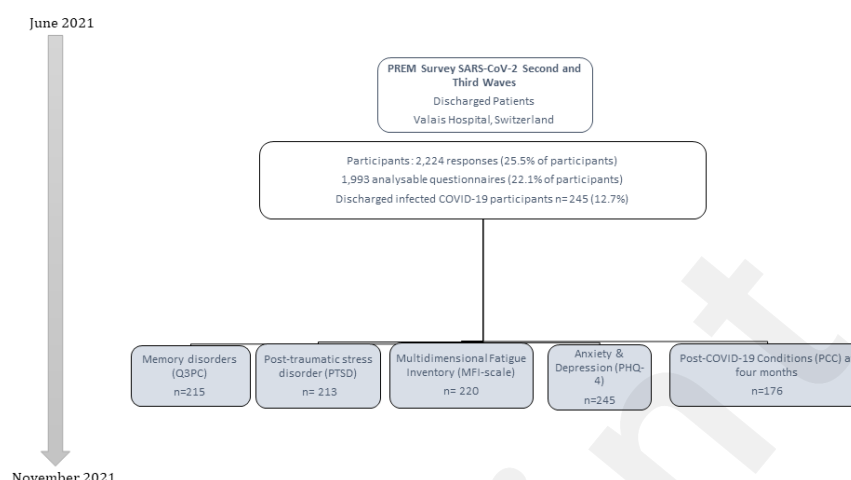 June 2021
PREM Survey SARS-CoV-2 Second and
Third Waves
Discharged Patients
Valais Hospital, Switzerland
Participants: 2,224 responses (25.5% of participants)
1,993 analysable questionnaires (22.1% of participants)
Discharged infected COVID-19 participants n=245 (12.7%)
Memory disorders
(Q3PC)
n=215
Post-traumatic stress
disorder (PTSD)
n= 213
Multidimensional Fatigue
Inventory (MFI-scale)
n= 220
Anxiety &
Depression (PHQ-
4)
n=245
Post-COVID-19 Conditions (PCC) a
four months
n=176
November 2021